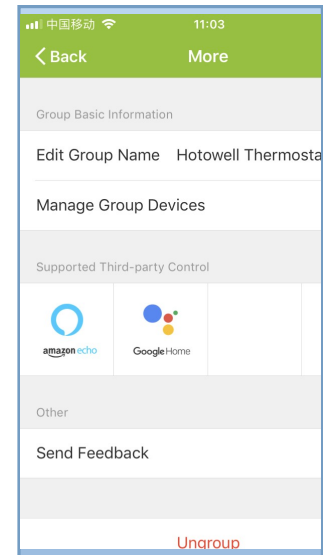 中国移动 11:03
Back More
Group Basic Information
Edit Group Name Hotowell Thermosta
Manage Group Devices
Supported Third-party Control
amazon echo Google Home
Other
Send Feedback
Ungroup